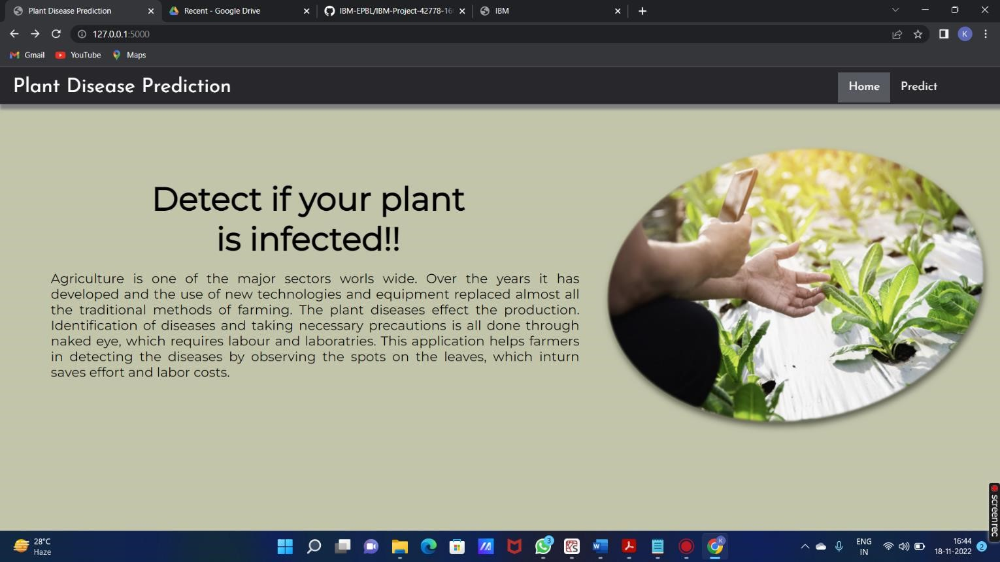 Plant Disease Prediction
Recent - Google Drive
IBM-EPBL/IBM-Project-42778-16
IBM
127.0.0.1:5000
K
Gmail
YouTube
Maps
Plant Disease Prediction
Home
Predict
Detect if your plant
is infected!!
Agriculture is one of the major sectors worls wide. Over the years it has
developed and the use of new technologies and equipment replaced almost all
the traditional methods of farming. The plant diseases effect the production.
Identification of diseases and taking necessary precautions is all done through
naked eye, which requires labour and laboratries. This application helps farmers
in detecting the diseases by observing the spots on the leaves, which inturn
saves effort and labor costs.
screenrec
28°C
Haze
3
K
ENG
IN
16:44
18-11-2022
2